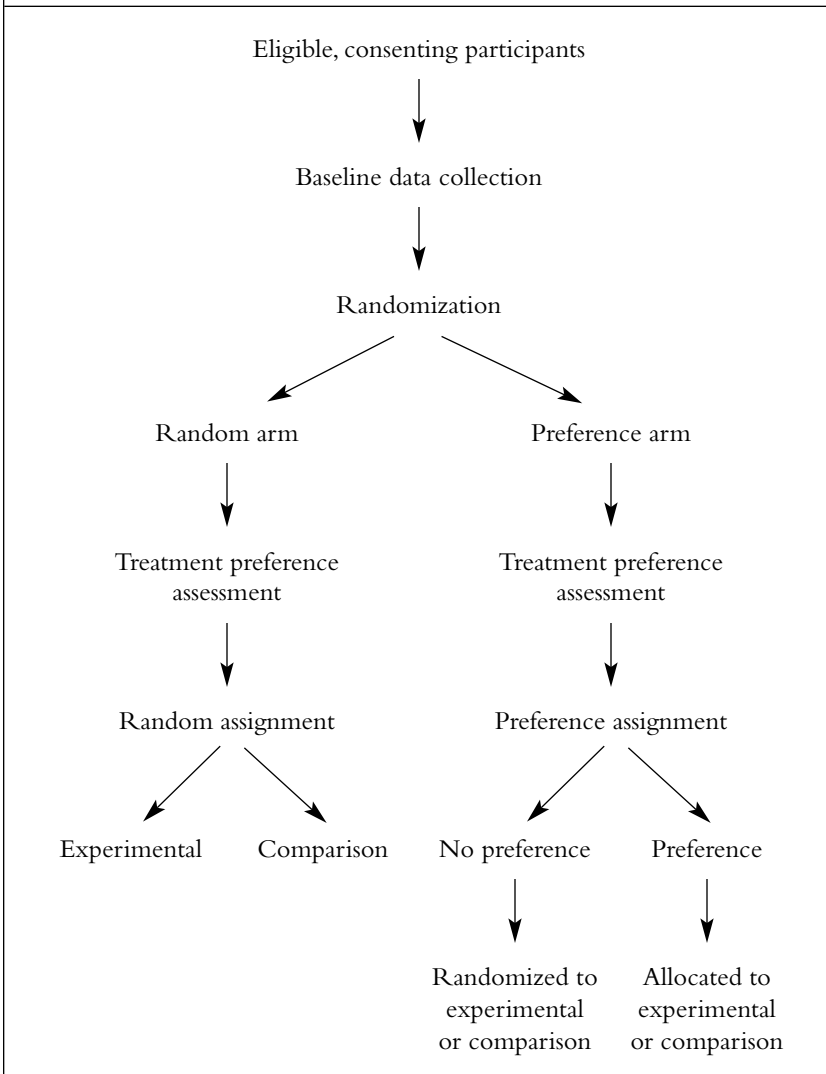 Eligible, consenting participants
Baseline data collection
Randomization
Random arm
Preference arm
Treatment preference
assessment
Treatment preference
assessment
Random assignment
Preference assignment
Experimental
Comparison
No preference
Preference
Randomized to
experimental
or comparison
Allocated to
experimental
or comparison